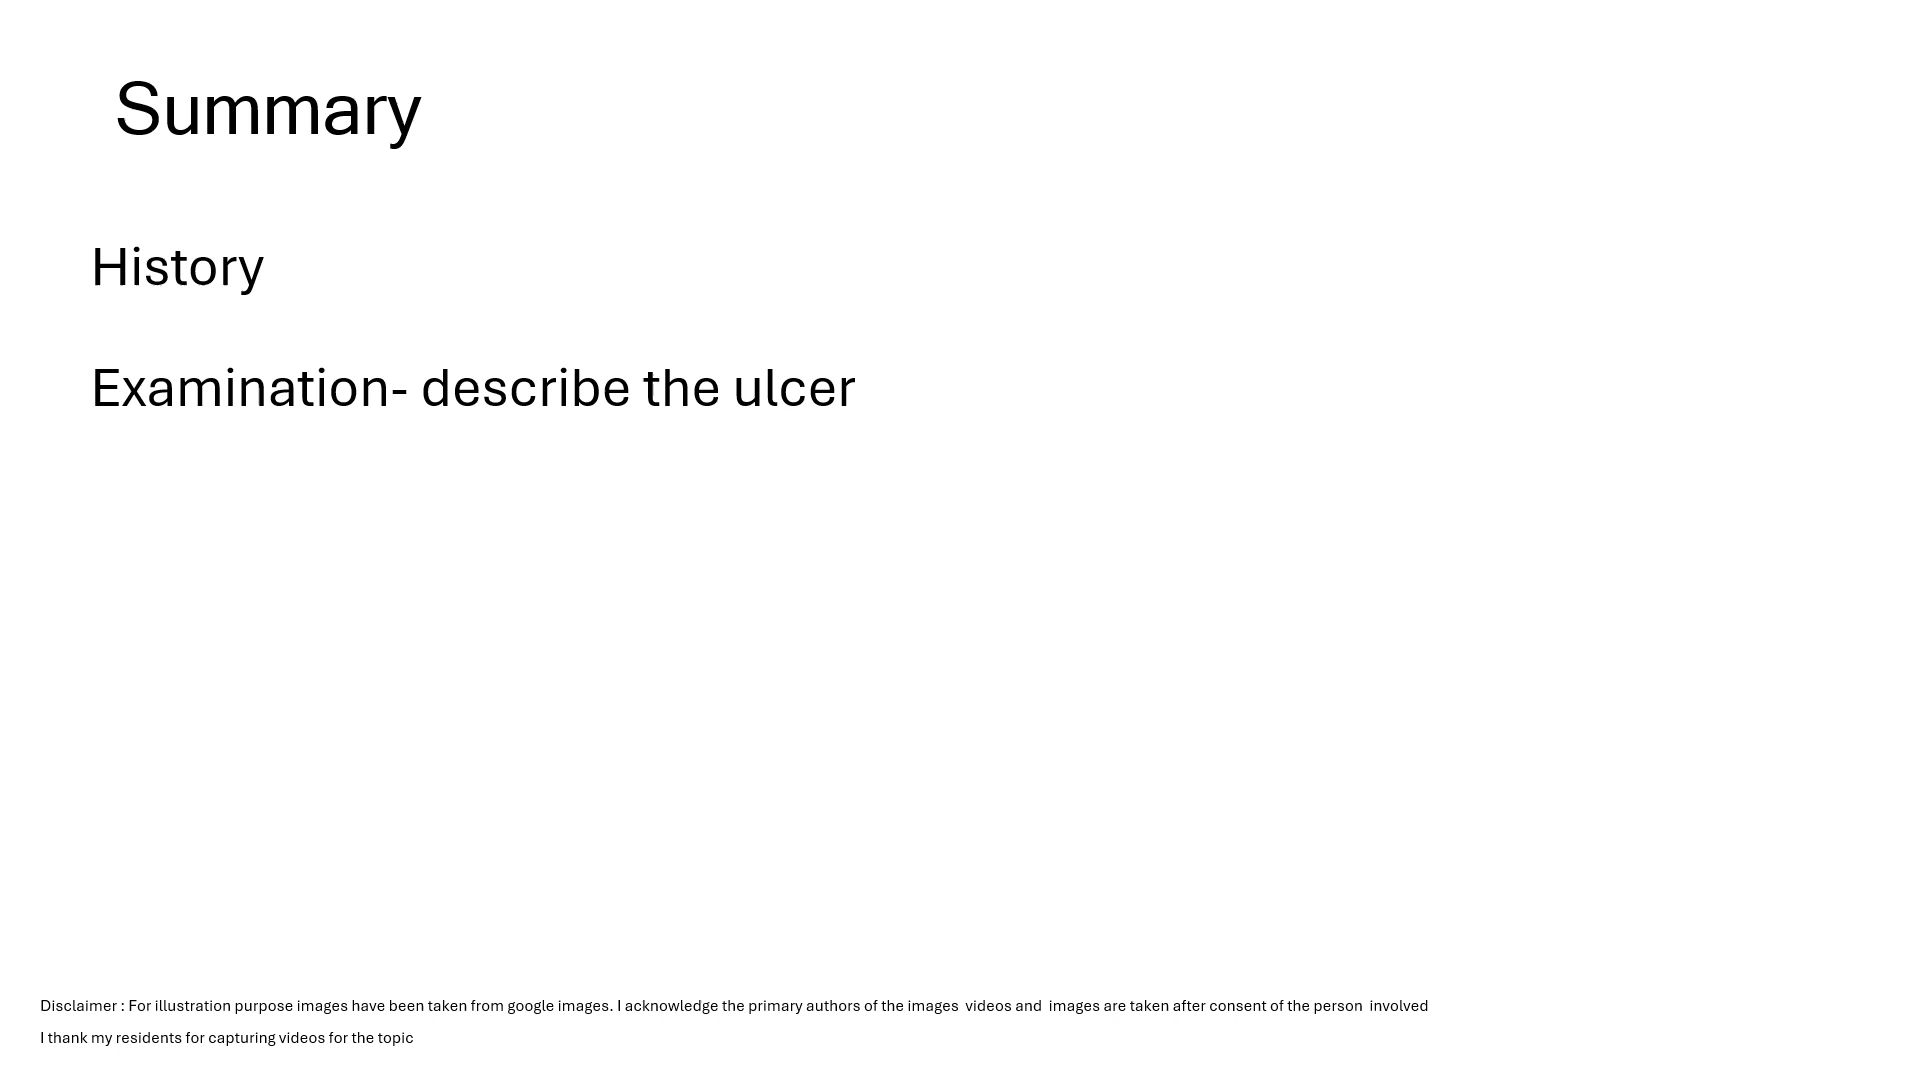 Summary
History
Examination- describe the ulcer
Disclaimer : For illustration purpose images have been taken from google images. I acknowledge the primary authors of the images  videos and  images are taken after consent of the person  involved
I thank my residents for capturing videos for the topic